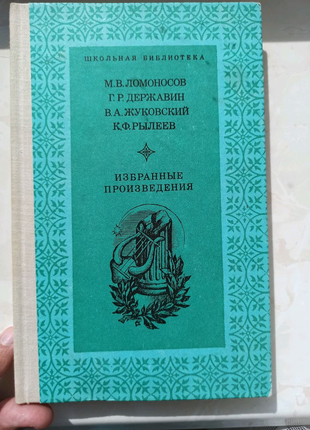 ШКОЛЬНАЯ БИБЛИОТЕКА
М.В.ЛОМОНОСОВ
Г.Р.ДЕРЖАВИН
В.А.ЖУКОВСКИЙ
К.Ф.РЫЛЕЕВ
ИЗБРАННЫЕ
ПРОИЗВЕДЕНИЯ